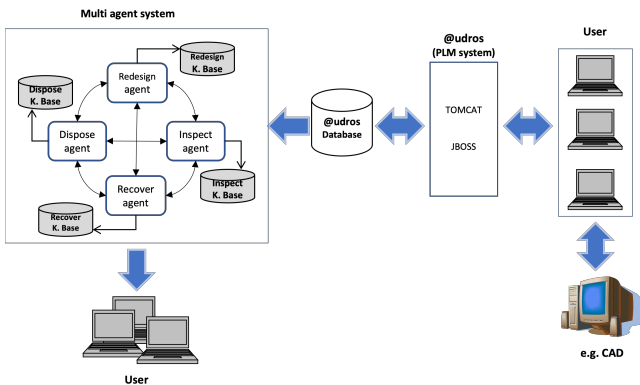 Multi agent system
@udros
(PLM system)
User
Redesign
K. Base
Redesign
agent
Dispose
K. Base
@udros
Database
TOMCAT
JBOSS
Dispose
agent
Inspect
agent
Recover
agent
Inspect
K. Base
Recover
K. Base
User
e.g. CAD